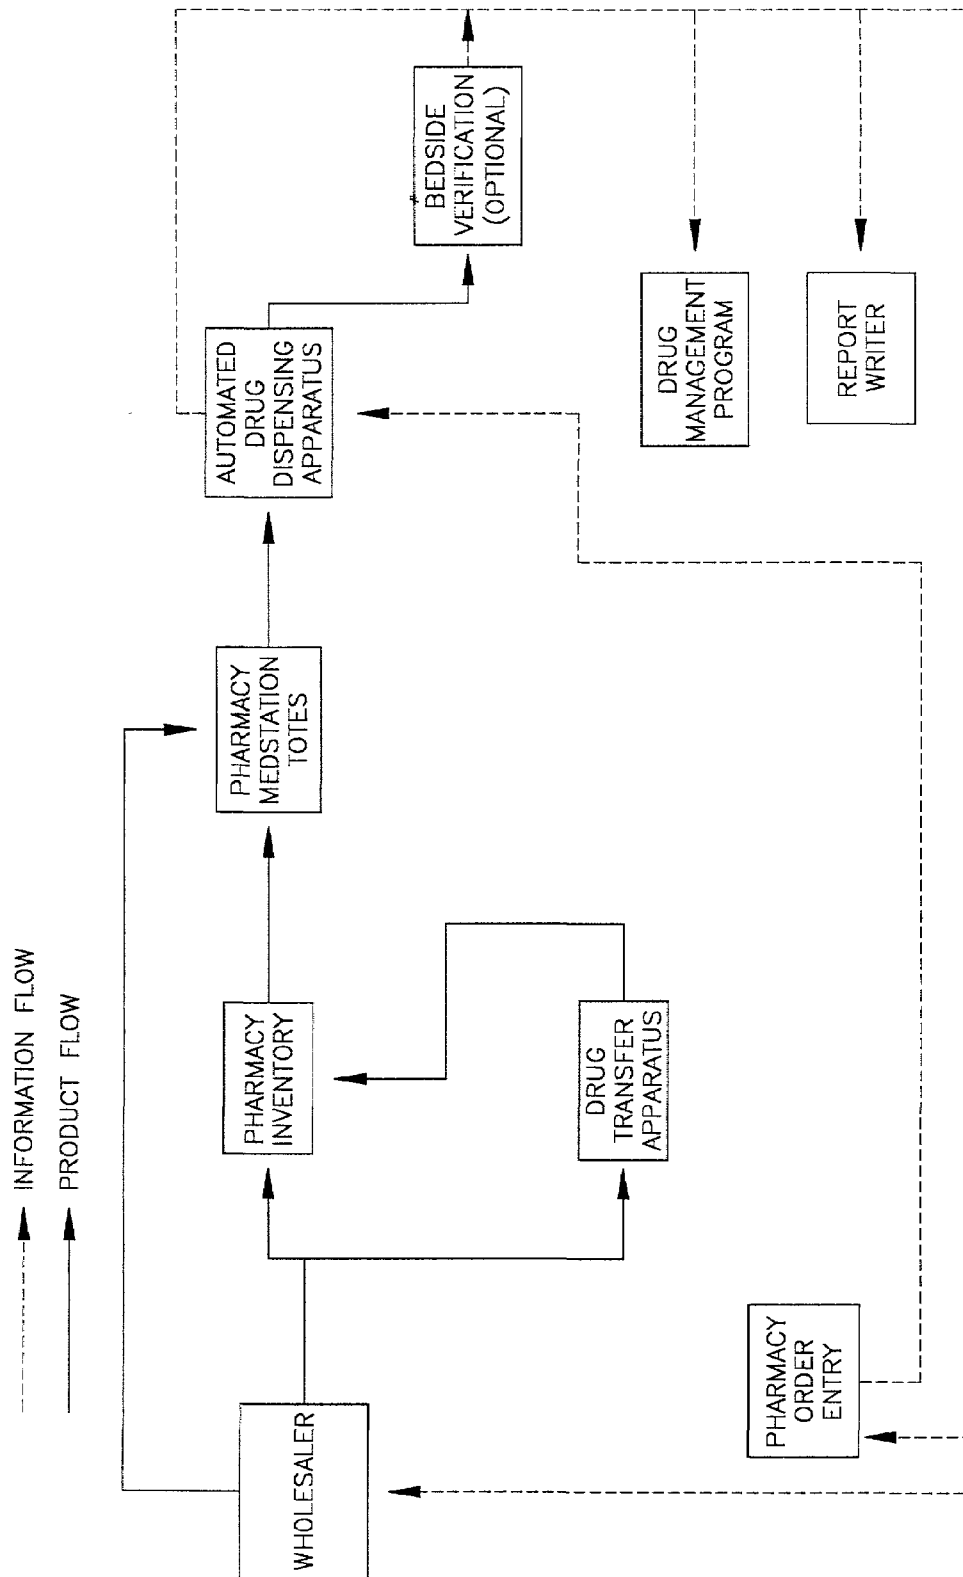 INFORMATION FLOW
PRODUCT FLOW
WHOLESALER
PHARMACY
INVENTORY
PHARMACY
MEDSTATION
TOTES
AUTOMATED
DRUG
DISPENSING
APPARATUS
BEDSIDE
VERIFICATION
(OPTIONAL)
DRUG
TRANSFER
APPARATUS
DRUG
MANAGEMENT
PROGRAM
PHARMACY
ORDER
ENTRY
REPORT
WRITER